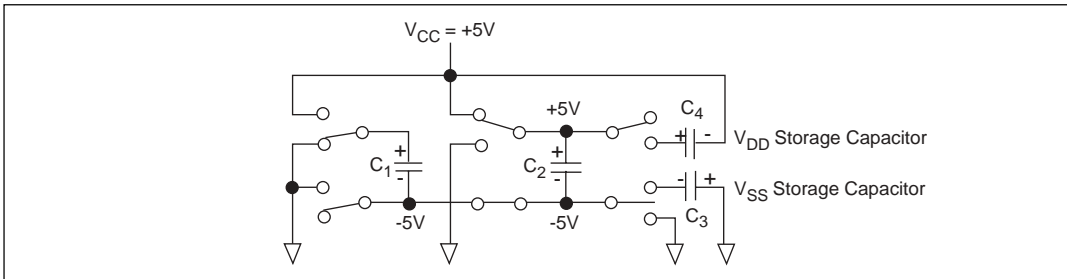 VCC = +5V
+5V
C4
+ -
VDD Storage Capacitor
+
C1
-
-5V
+
C2
-
-5V
- +
VSS Storage Capacitor
C3